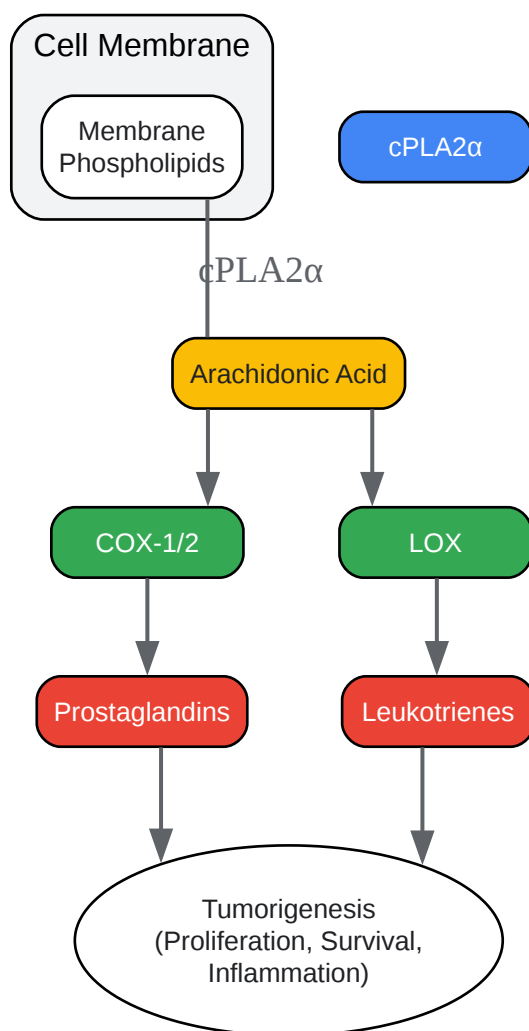 Cell Membrane
Membrane
Phospholipids
cPLA2α
cPLA2α
Arachidonic Acid
COX-1/2
LOX
Prostaglandins
Leukotrienes
Tumorigenesis
(Proliferation, Survival,
Inflammation)